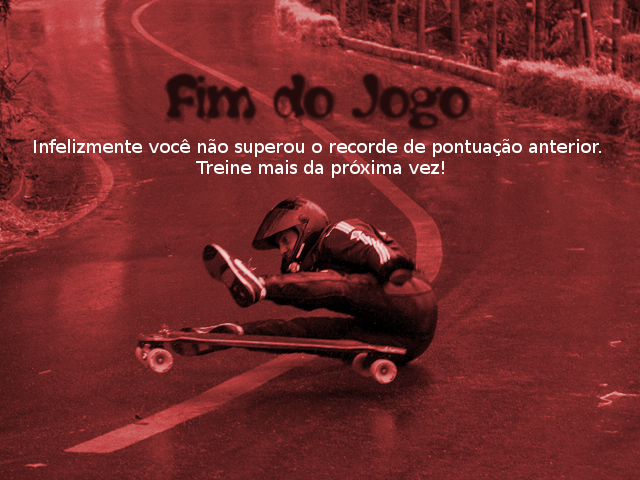 Fim do Jogo
Infelizmente você não superou o recorde de pontuação anterior.
Treine mais da próxima vez!